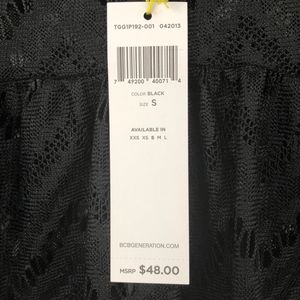 TGG1P192-001 042013
7 49200 40071 4
COLOR BLACK
SIZE S
AVAILABLE IN
XXS XS S M L
BCBGENERATION.COM
MSRP $48.00